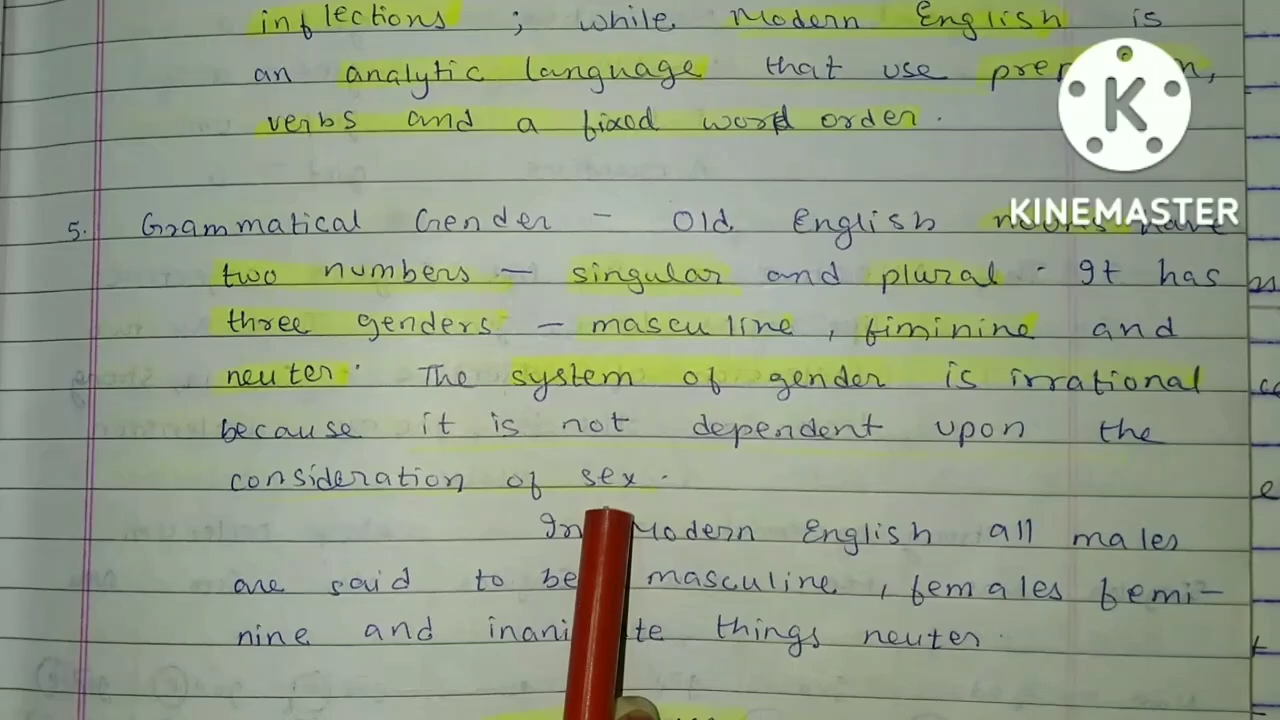 inflections ; while Modern English is
an analytic language that use
verbs and a fixed word order.
KINEMASTER
5. Grammatical Gender - Old English
two numbers - singular and plural. It has
three genders - masculine, fiminine and
neuter. The system of gender is irrational
because it is not dependent upon the
consideration of sex.
In Modern English all males
are said to be masculine, females femi-
nine and things neuter.